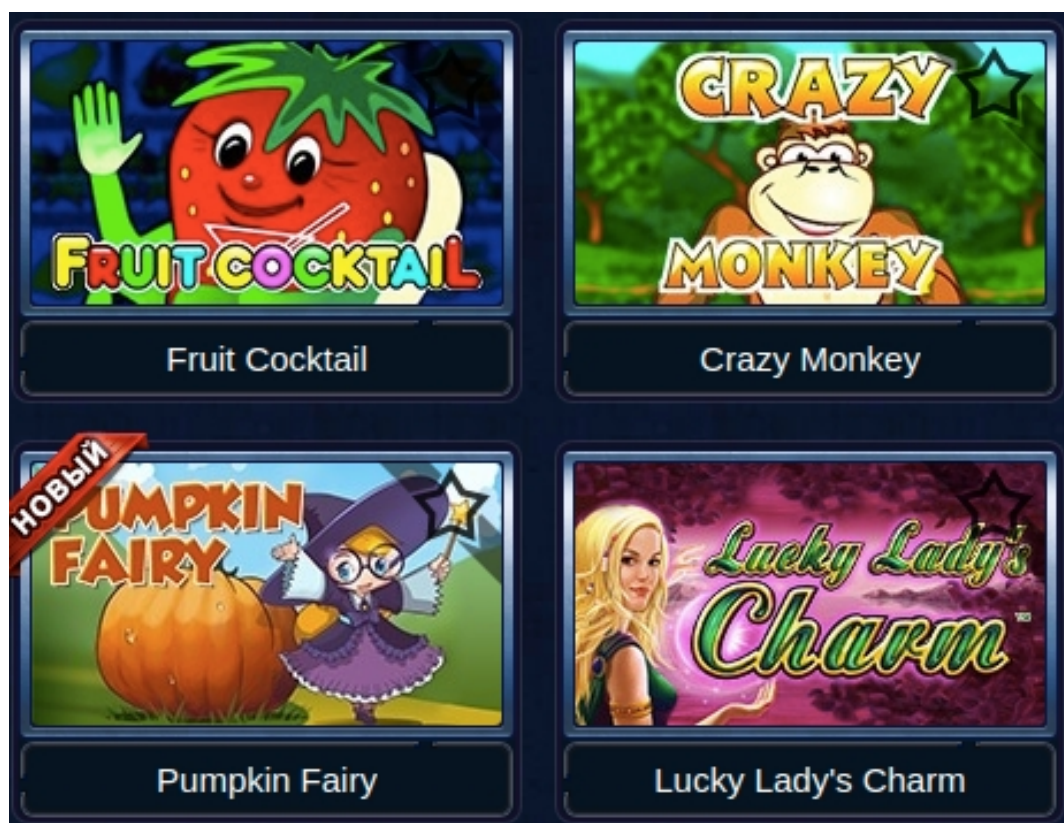 FRUIT COCKTAIL
Fruit Cocktail
CRAZY
MONKEY
Crazy Monkey
НОВЫЙ
PUMPKIN
FAIRY
Pumpkin Fairy
Lucky Lady's
Charm
Lucky Lady's Charm